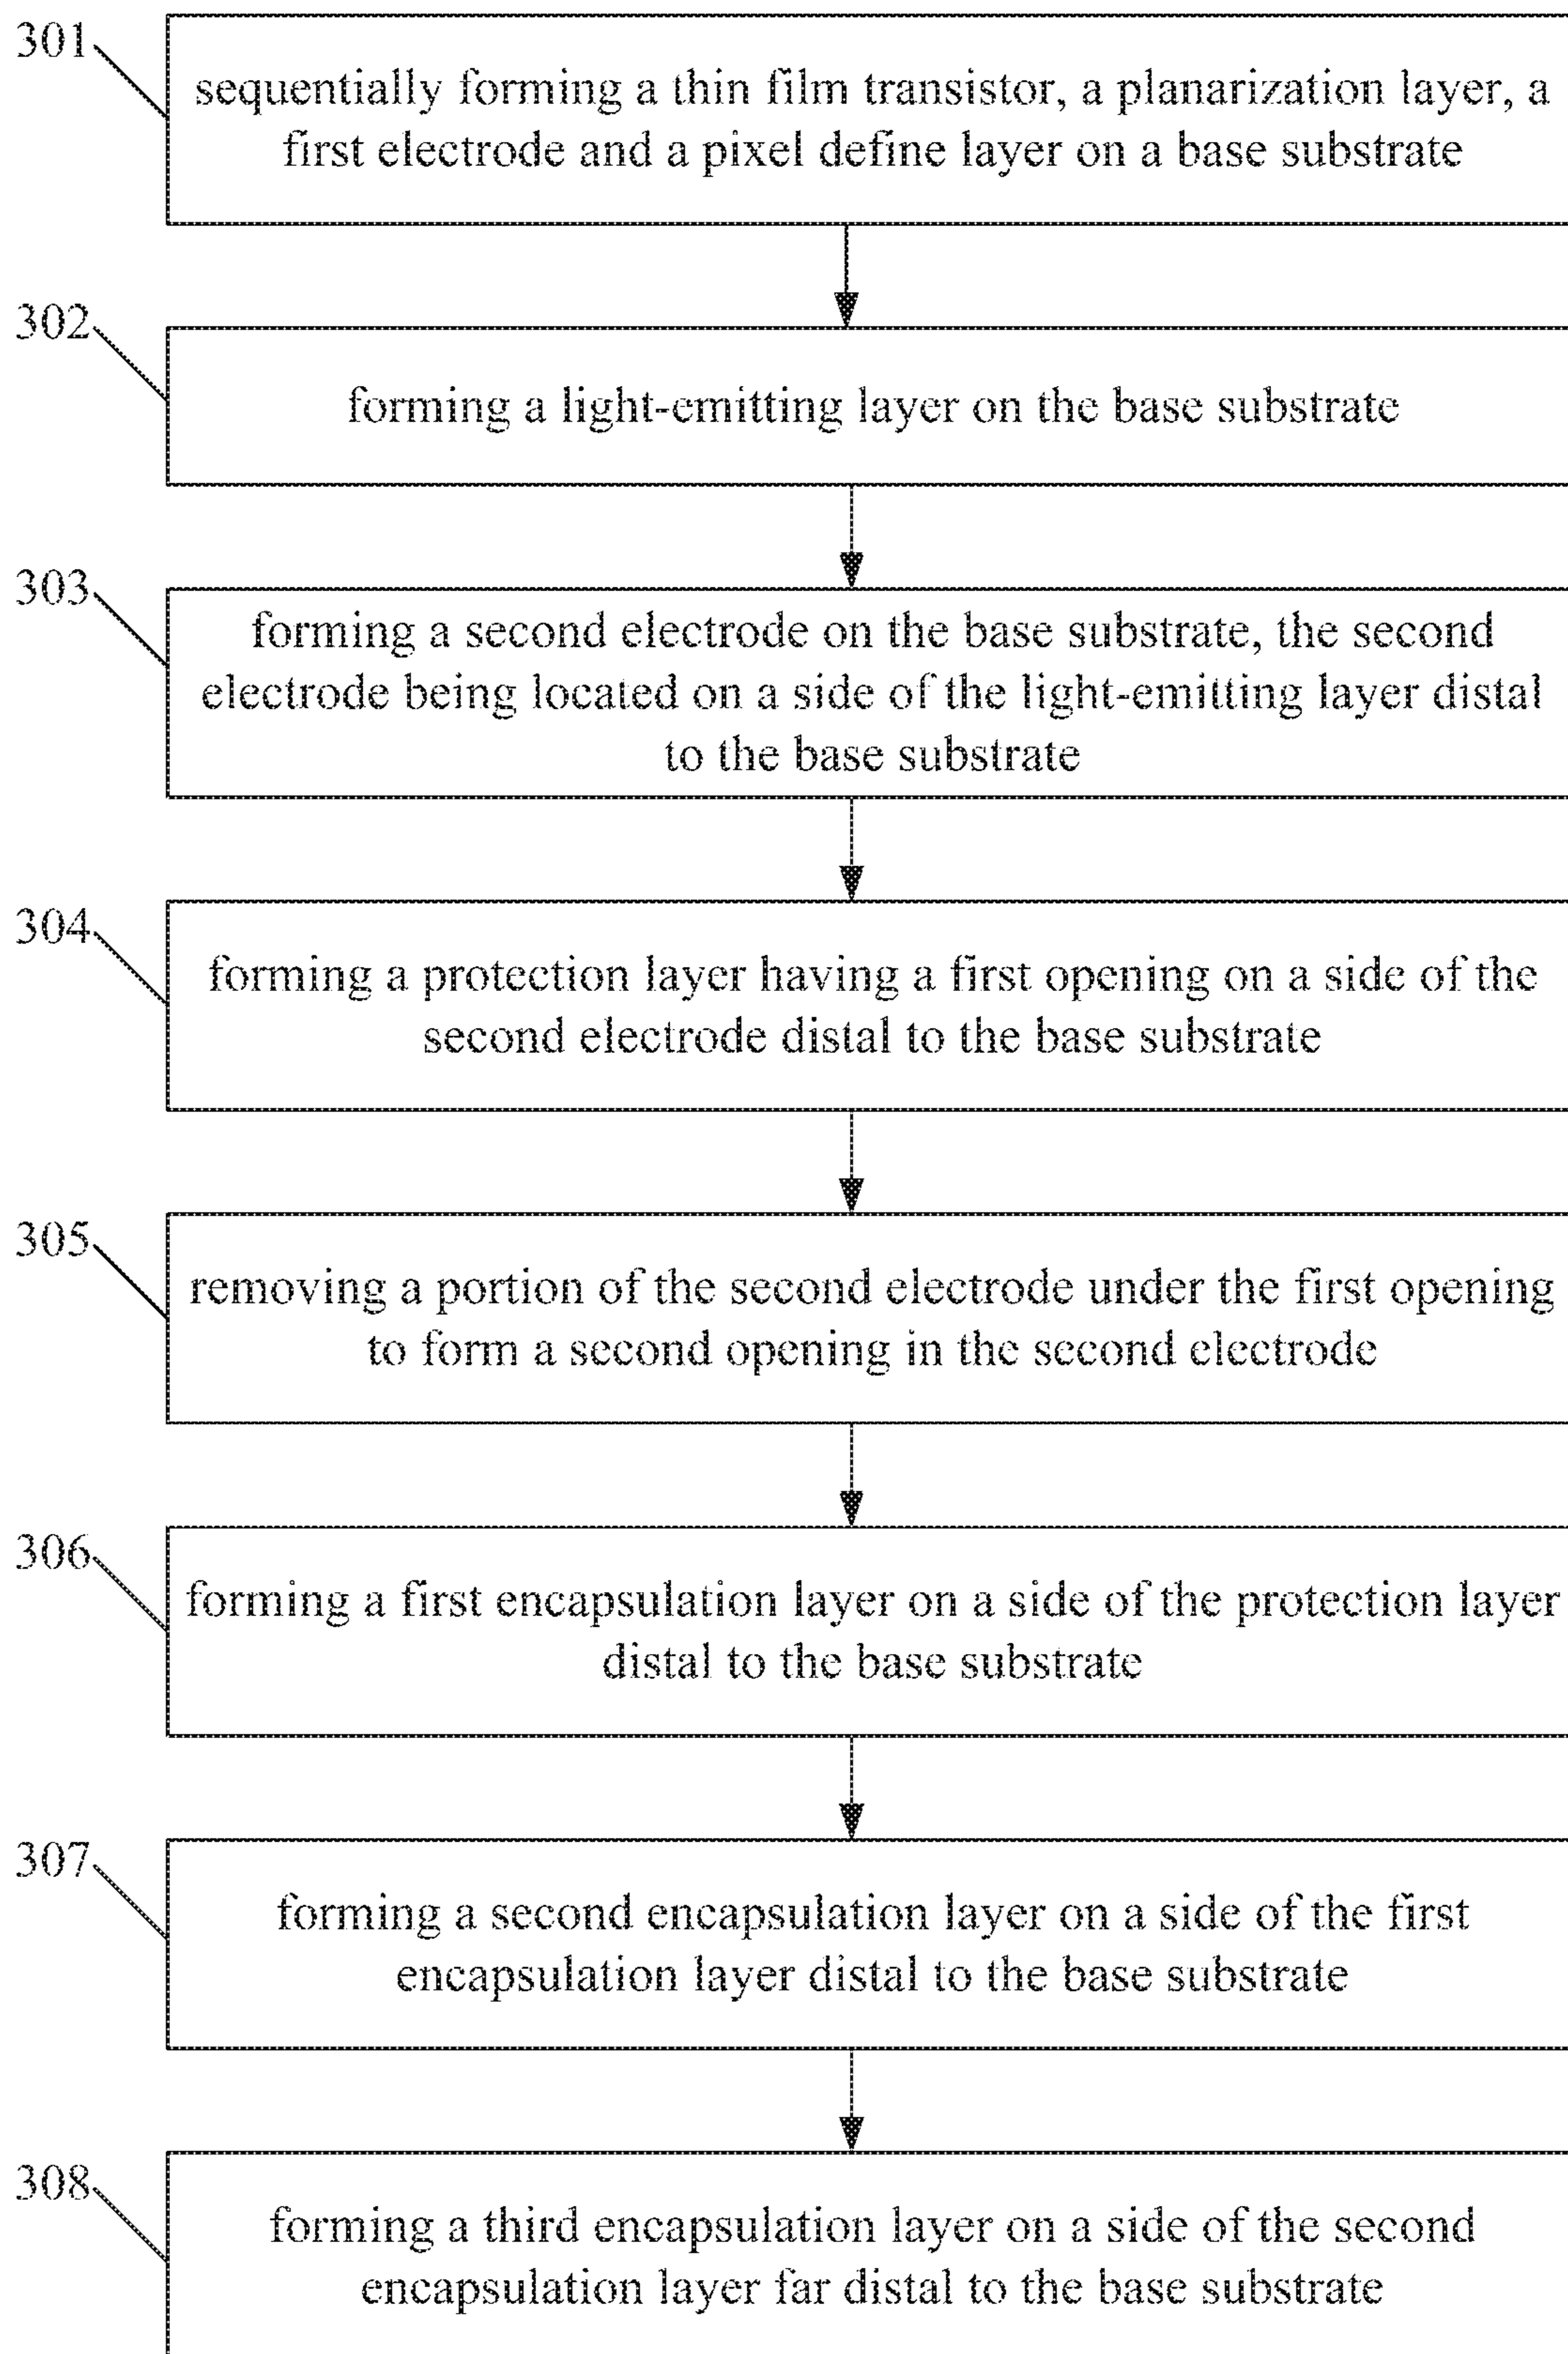 301
sequentially forming a thin film transistor, a planarization layer, a
first electrode and a pixel define layer on a base substrate
302
forming a light-emitting layer on the base substrate
303
forming a second electrode on the base substrate, the second
electrode being located on a side of the light-emitting layer distal
to the base substrate
304
forming a protection layer having a first opening on a side of the
second electrode distal to the base substrate
305
removing a portion of the second electrode under the first opening
to form a second opening in the second electrode
306
forming a first encapsulation layer on a side of the protection layer
distal to the base substrate
307
forming a second encapsulation layer on a side of the first
encapsulation layer distal to the base substrate
308
forming a third encapsulation layer on a side of the second
encapsulation layer far distal to the base substrate